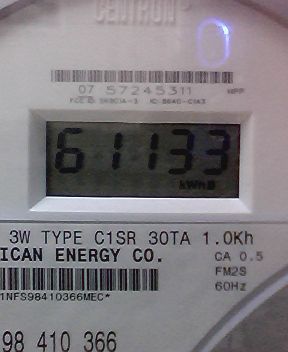 CENTRON
07 57245311
61133
kWh
3W TYPE C1SR 30TA 1.0Kh
ICAN ENERGY CO.
CA 0.5
FM2S
60Hz
1NFS98410366MEC*
98 410 366